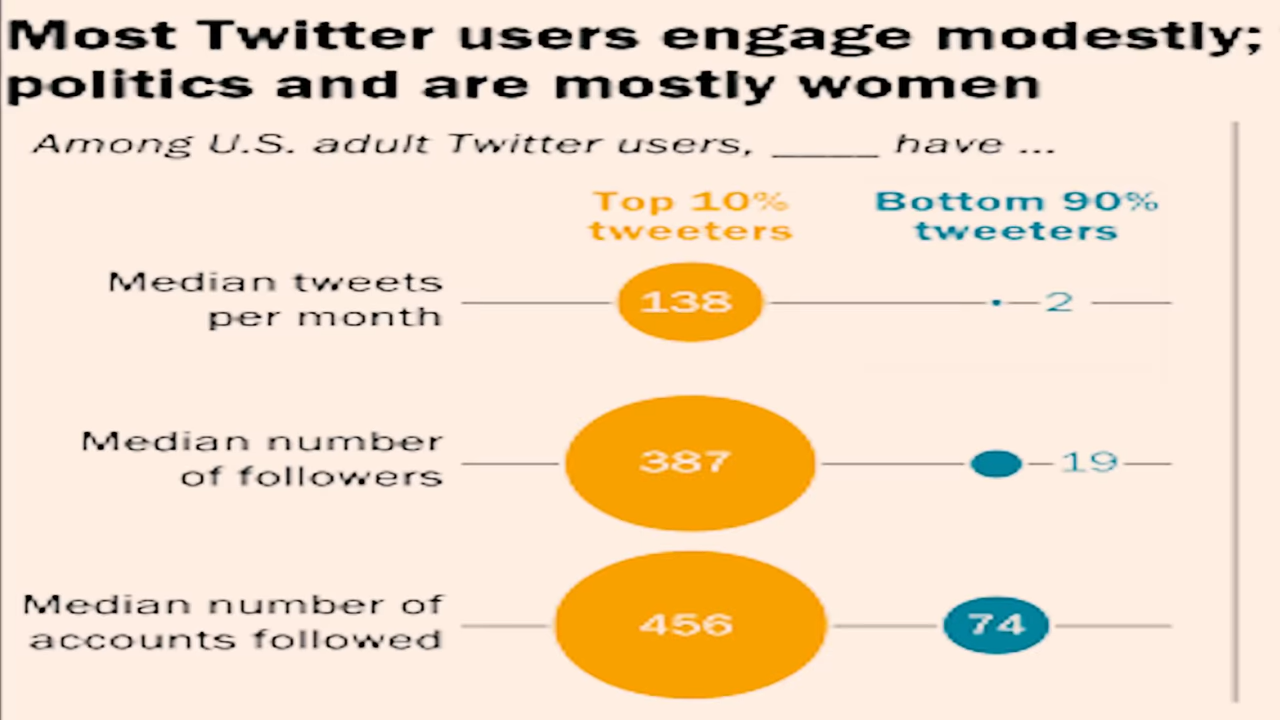 Most Twitter users engage modestly;
politics and are mostly women
Among U.S. adult Twitter users, ____ have ...
Top 10%
tweeters
Bottom 90%
tweeters
Median tweets
per month
138
2
Median number
of followers
387
19
Median number of
accounts followed
456
74